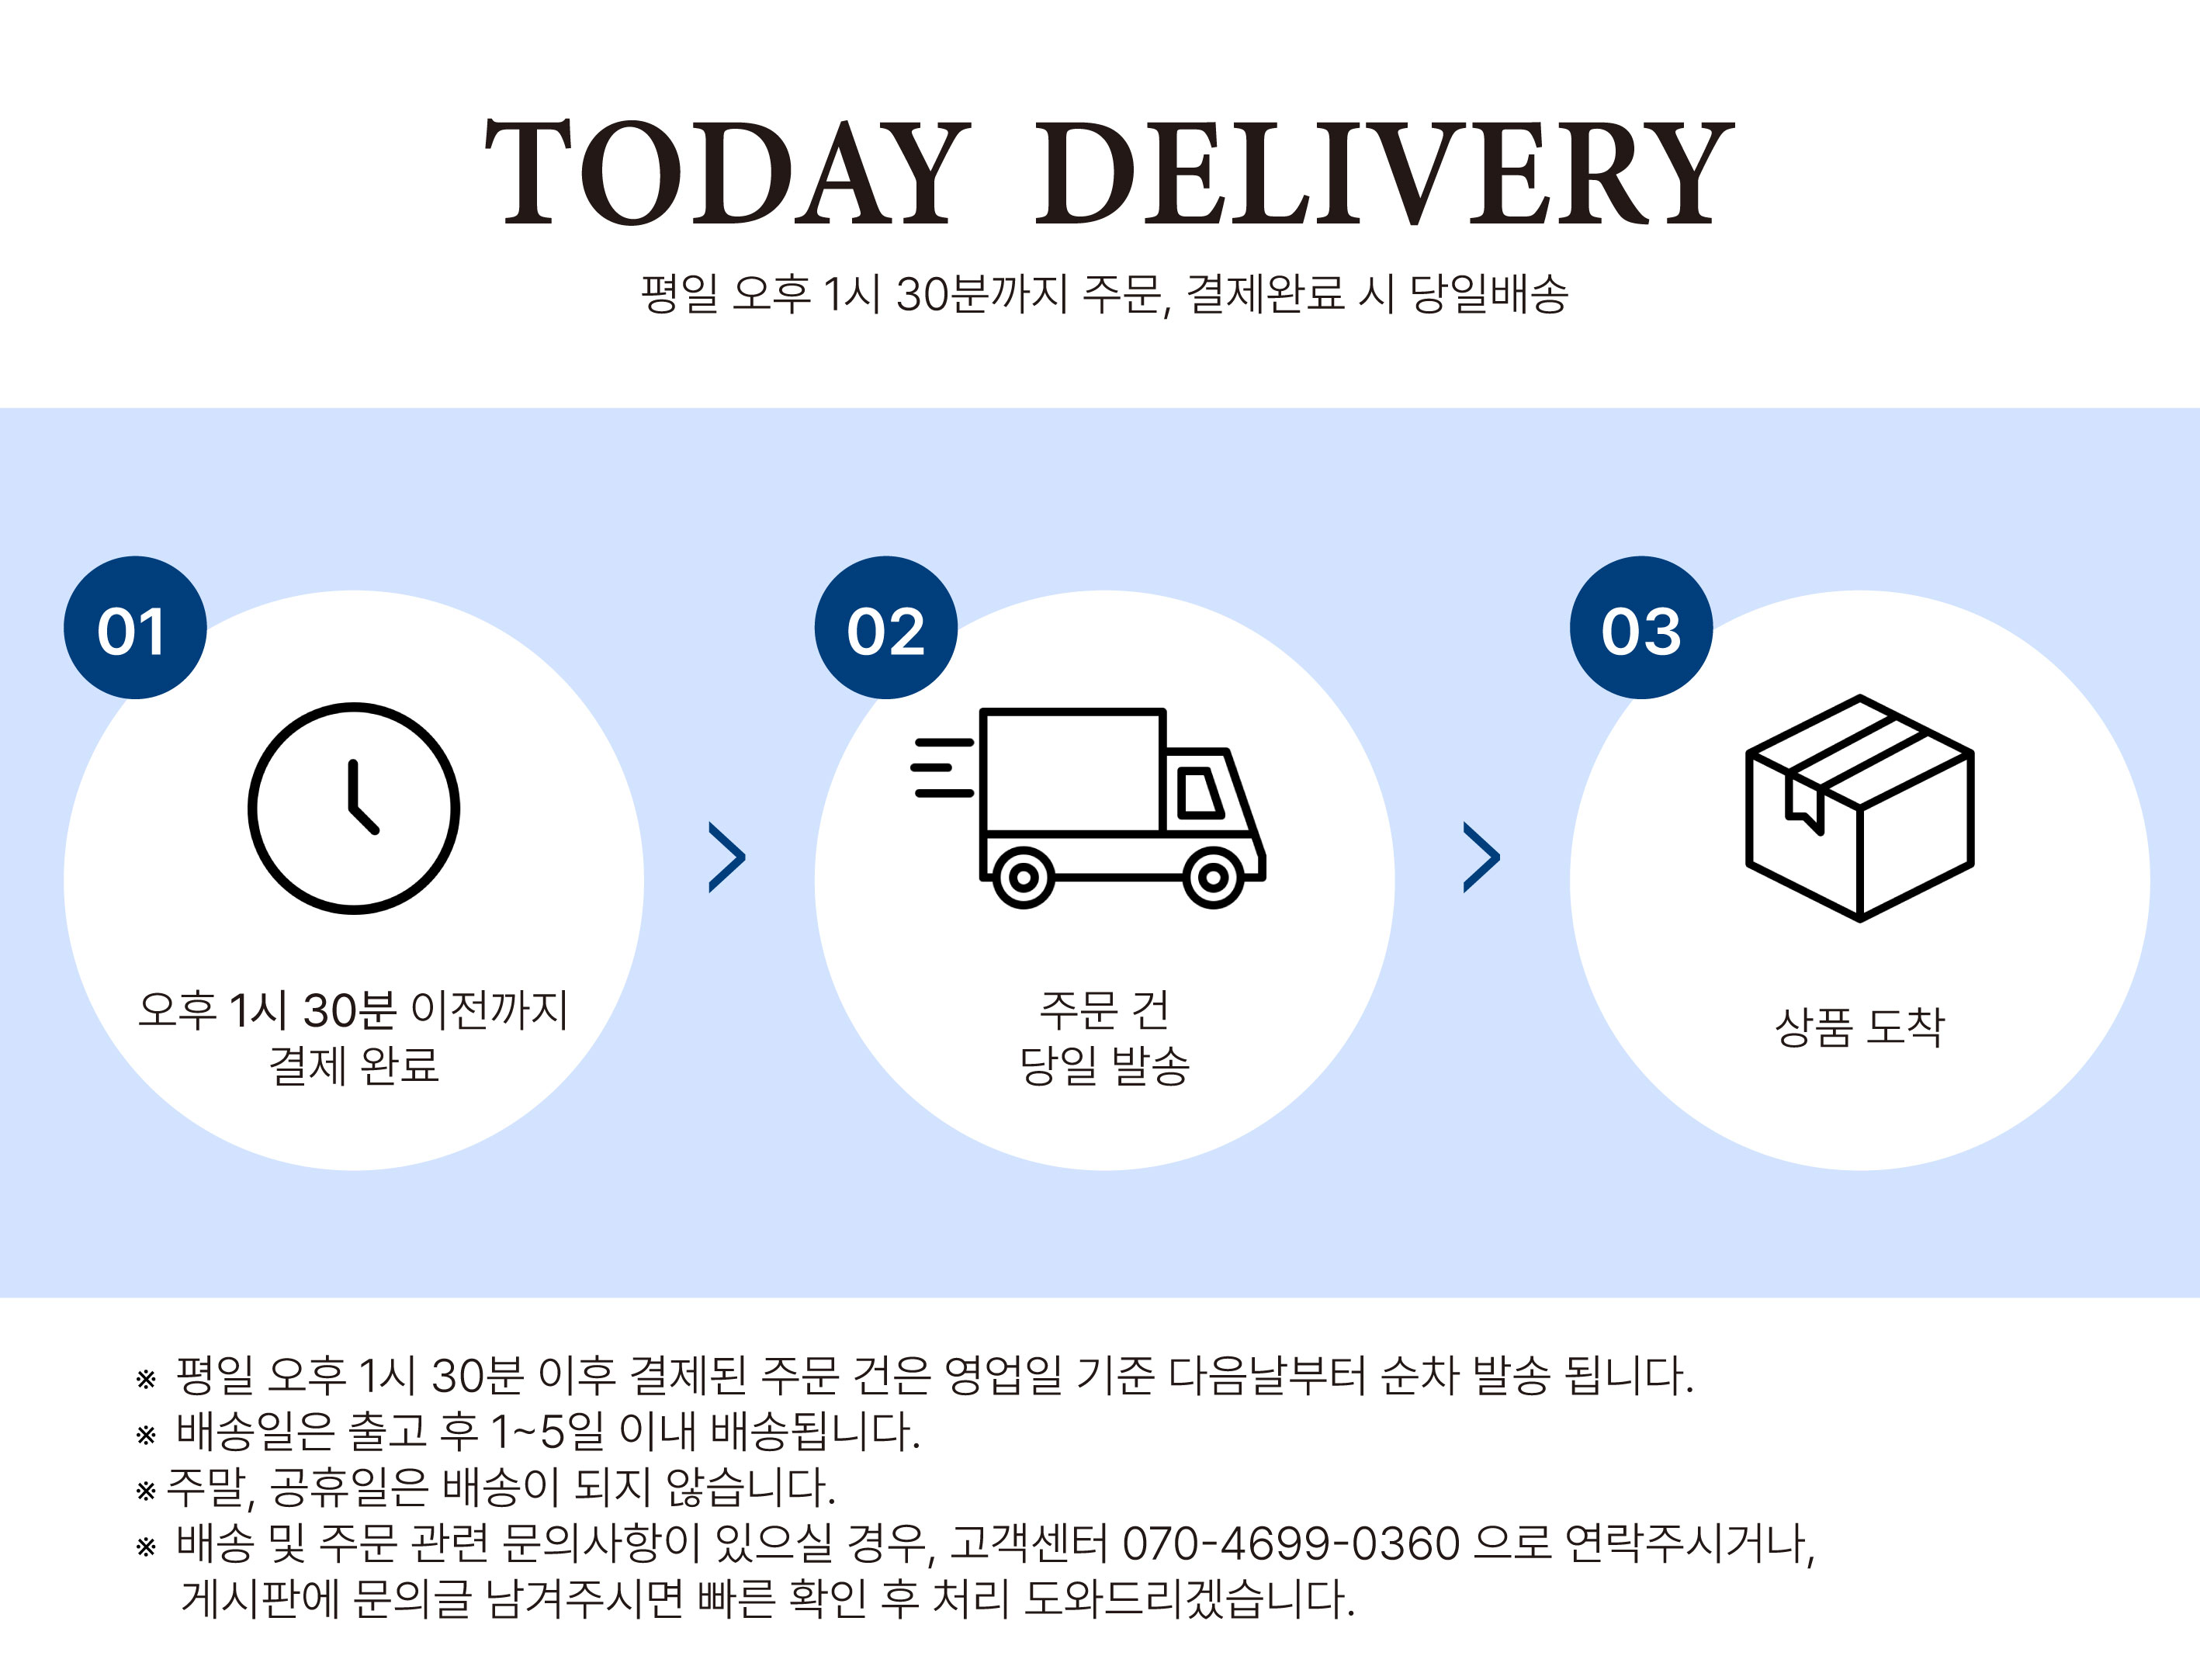 TODAY DELIVERY
평일 오후 1시 30분까지 주문, 결제완료 시 당일배송
01
오후 1시 30분 이전까지
결제 완료
>
02
주문 건
당일 발송
>
03
상품 도착
※ 평일 오후 1시 30분 이후 결제된 주문 건은 영업일 기준 다음날부터 순차 발송 됩니다.
※ 배송일은 출고 후 1~5일 이내 배송됩니다.
※ 주말, 공휴일은 배송이 되지 않습니다.
※ 배송 및 주문 관련 문의사항이 있으실 경우, 고객센터 070-4699-0360 으로 연락주시거나,
게시판에 문의글 남겨주시면 빠른 확인 후 처리 도와드리겠습니다.